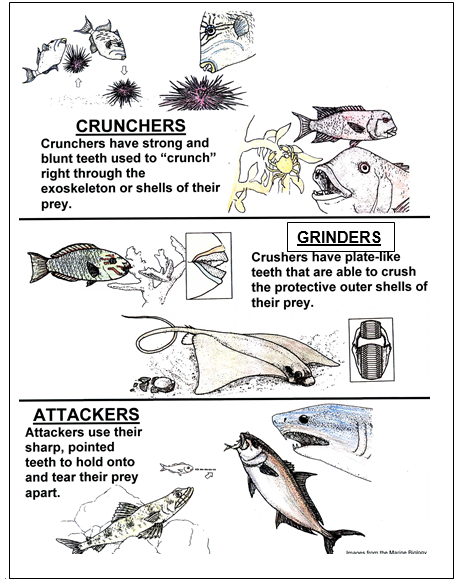 CRUNCHERS
Crunchers have strong and
blunt teeth used to “crunch”
right through the
exoskeleton or shells of their
prey.
GRINDERS
Crushers have plate-like
teeth that are able to crush
the protective outer shells of
their prey.
ATTACKERS
Attackers use their
sharp, pointed
teeth to hold onto
and tear their prey
apart.
Images from the Marine Biology